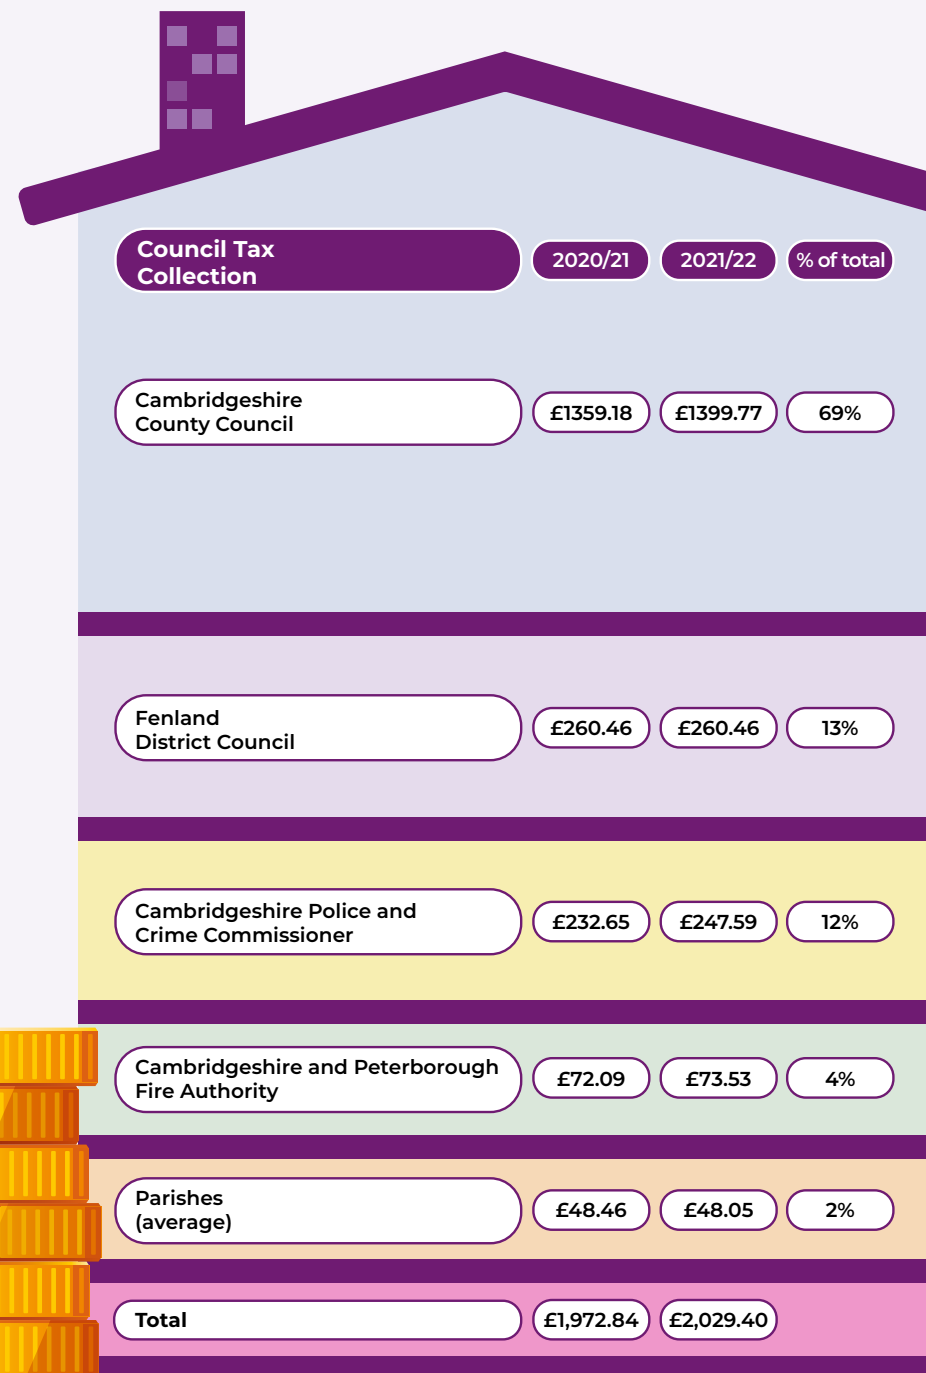 Council Tax
Collection
2020/21 2021/22 % of total
Cambridgeshire
County Council
£1359.18 £1399.77 69%
Fenland
District Council
£260.46 £260.46 13%
Cambridgeshire Police and
Crime Commissioner
£232.65 £247.59 12%
Cambridgeshire and Peterborough
Fire Authority
£72.09 £73.53 4%
Parishes
(average)
£48.46 £48.05 2%
Total £1,972.84 £2,029.40